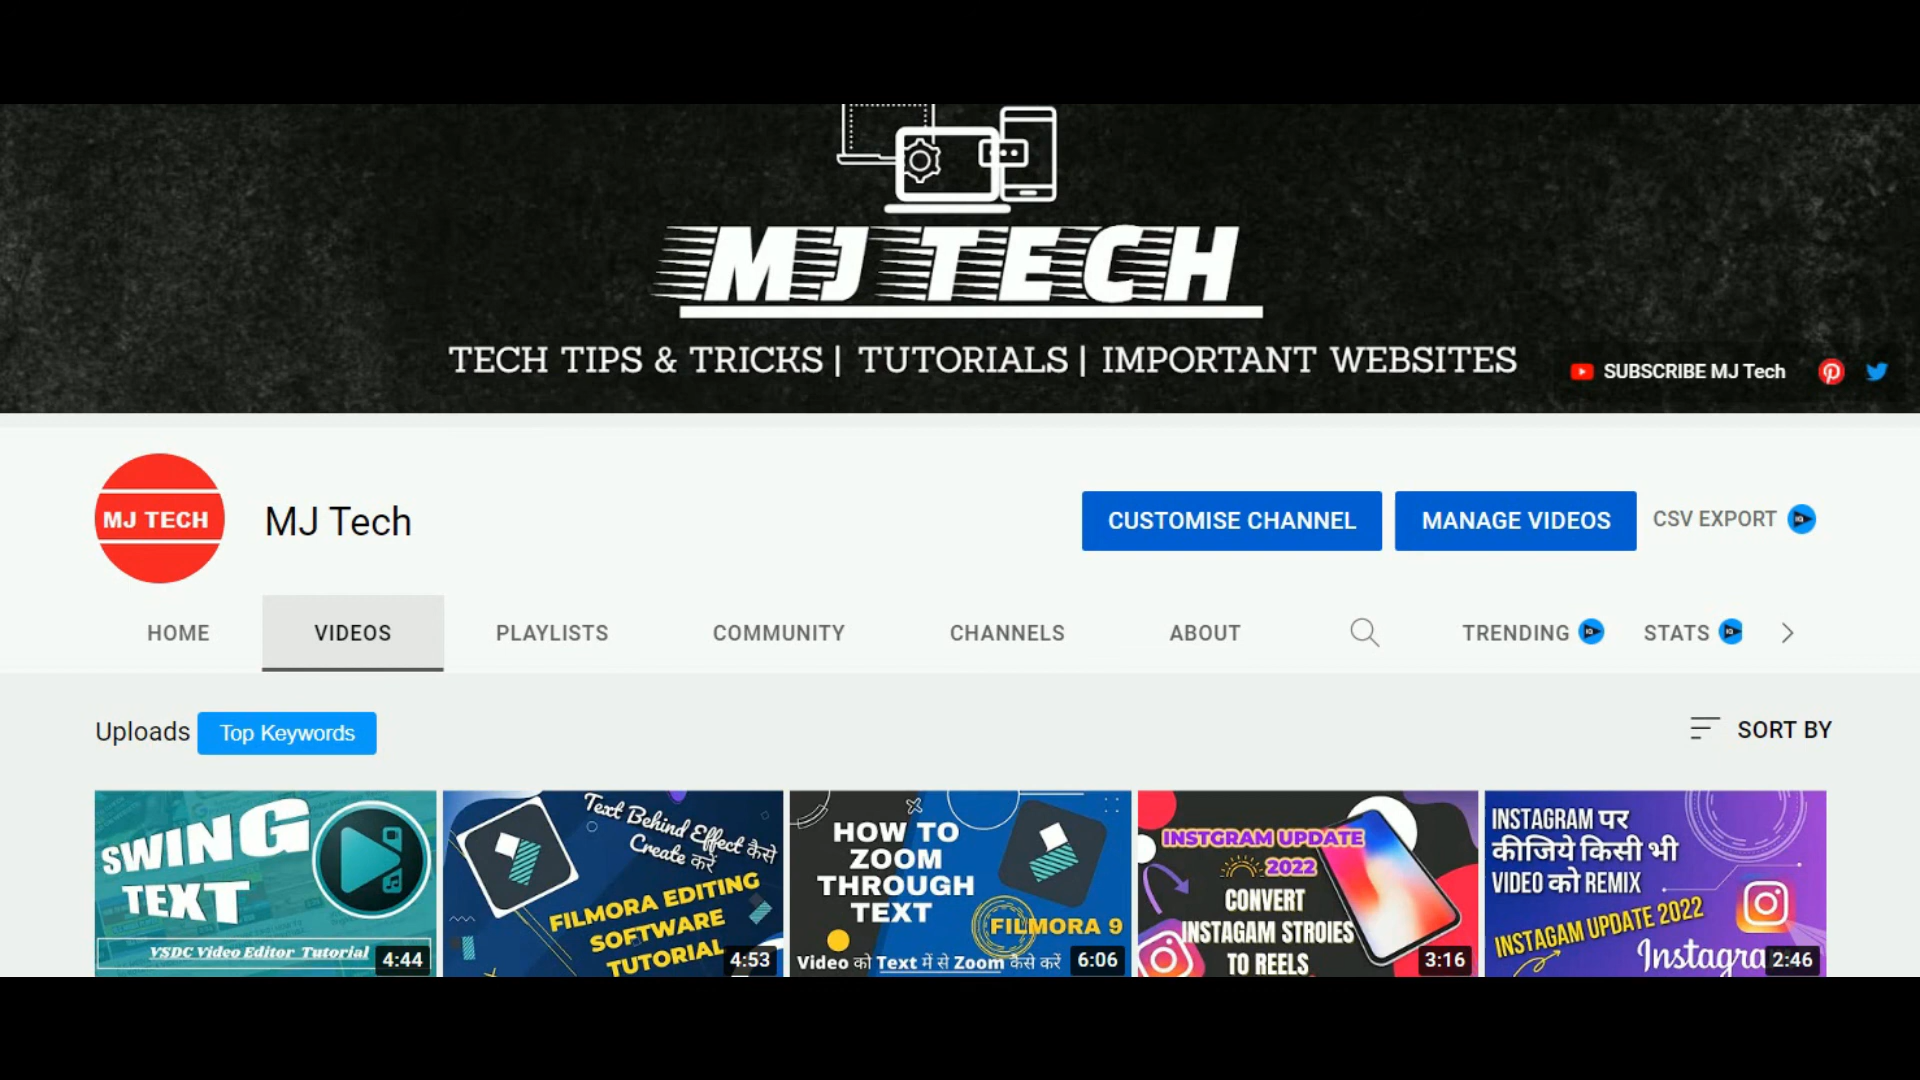 MJ TECH
TECH TIPS & TRICKS | TUTORIALS | IMPORTANT WEBSITES
SUBSCRIBE MJ Tech
MJ TECH
MJ Tech
CUSTOMISE CHANNEL
MANAGE VIDEOS
CSV EXPORT
HOME
VIDEOS
PLAYLISTS
COMMUNITY
CHANNELS
ABOUT
TRENDING
STATS
Uploads
Top Keywords
SORT BY
SWING
TEXT
VSDC Video Editor Tutorial
4:44
Text Behind Effect कैसे
Create करें
FILMORA EDITING
SOFTWARE
TUTORIAL
4:53
HOW TO
ZOOM
THROUGH
TEXT
FILMORA 9
Video को Text में से Zoom कैसे करें
6:06
INSTGRAM UPDATE
2022
CONVERT
INSTAGAM STROIES
TO REELS
3:16
INSTAGRAM पर
कीजिये किसी भी
VIDEO को REMIX
INSTAGAM UPDATE 2022
Instagra
2:46